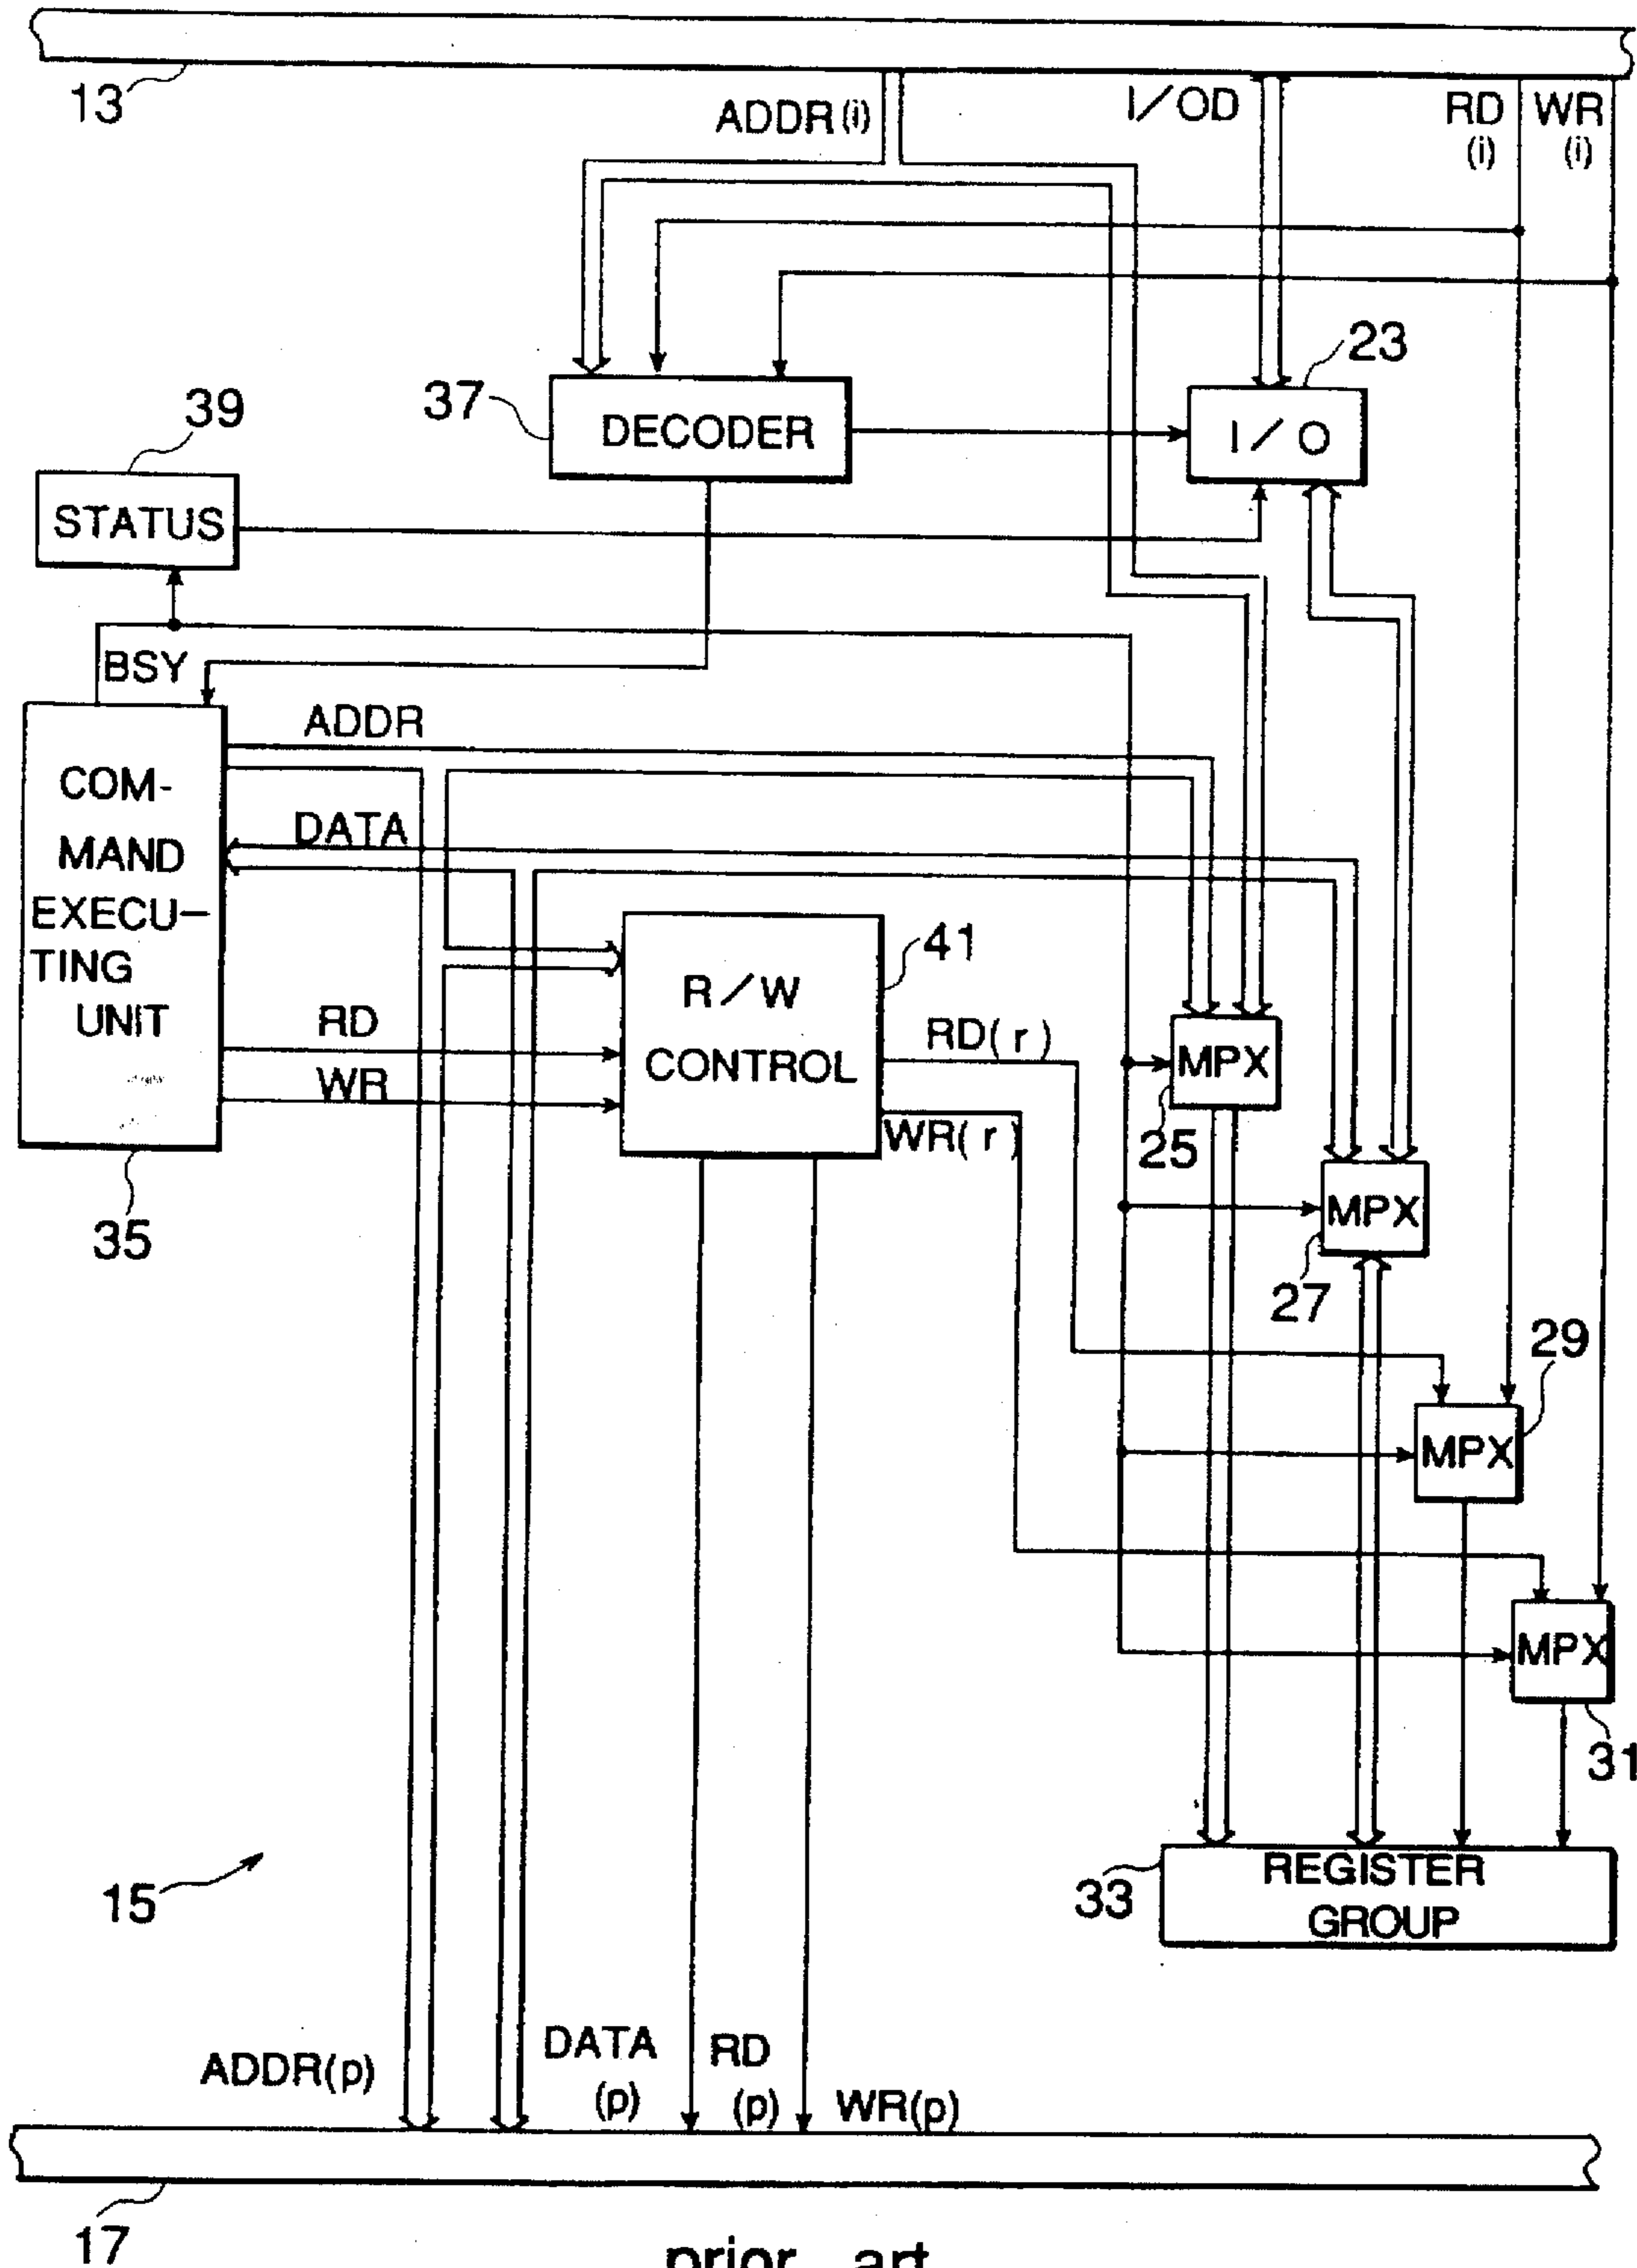 13
ADDR(i)
I/OD
RD
(i)
WR
(i)
23
37
DECODER
I/O
39
STATUS
BSY
ADDR
COM-
MAND
EXECU-
TING
UNIT
DATA
RD
WR
35
R/W
CONTROL
41
RD(r)
WR(r)
MPX
25
MPX
27
29
MPX
MPX
31
15
33
REGISTER
GROUP
ADDR(p)
DATA
(p)
RD
(p)
WR(p)
17
prior art